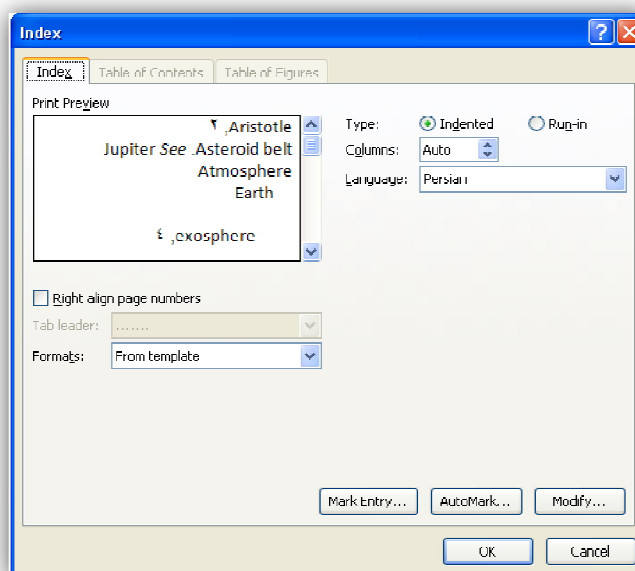 Index
Index
Table of Contents
Table of Figures
Print Preview
Aristotle, ۲
Asteroid belt. See Jupiter
Atmosphere
Earth
exosphere, ٤
Type:
Indented
Run-in
Columns:
Auto
Language:
Persian
Right align page numbers
Tab leader:
.......
Formats:
From template
Mark Entry...
AutoMark...
Modify...
OK
Cancel